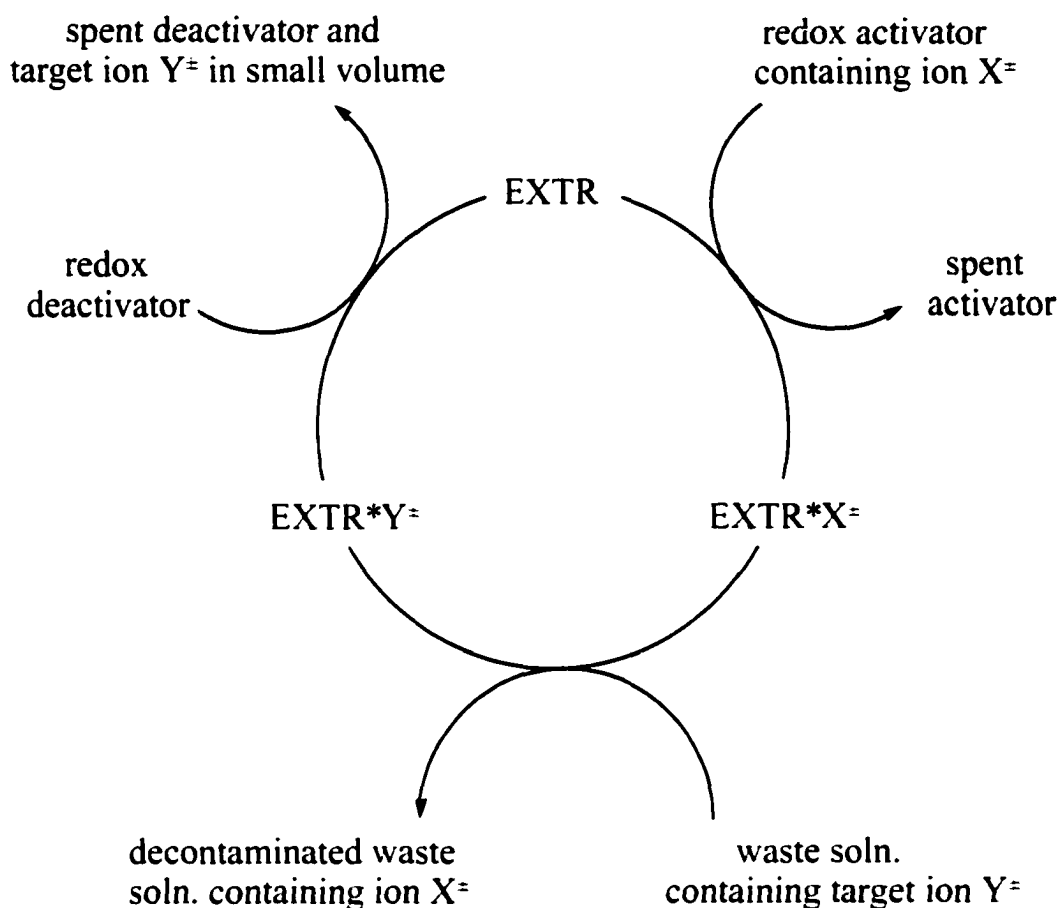 spent deactivator and
target ion Y± in small volume
redox activator
containing ion X±
EXTR
redox
deactivator
spent
activator
EXTR*Y±
EXTR*X±
decontaminated waste
soln. containing ion X±
waste soln.
containing target ion Y±